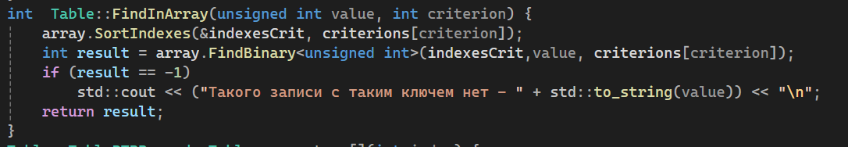 int  Table::FindInArray(unsigned int value, int criterion) {
    array.SortIndexes(&indexesCrit, criterions[criterion]);
    int result = array.FindBinary<unsigned int>(indexesCrit,value, criterions[criterion]);
    if (result == -1)
        std::cout << ("Такого записи с таким ключем нет - " + std::to_string(value)) << "\n";
    return result;
}